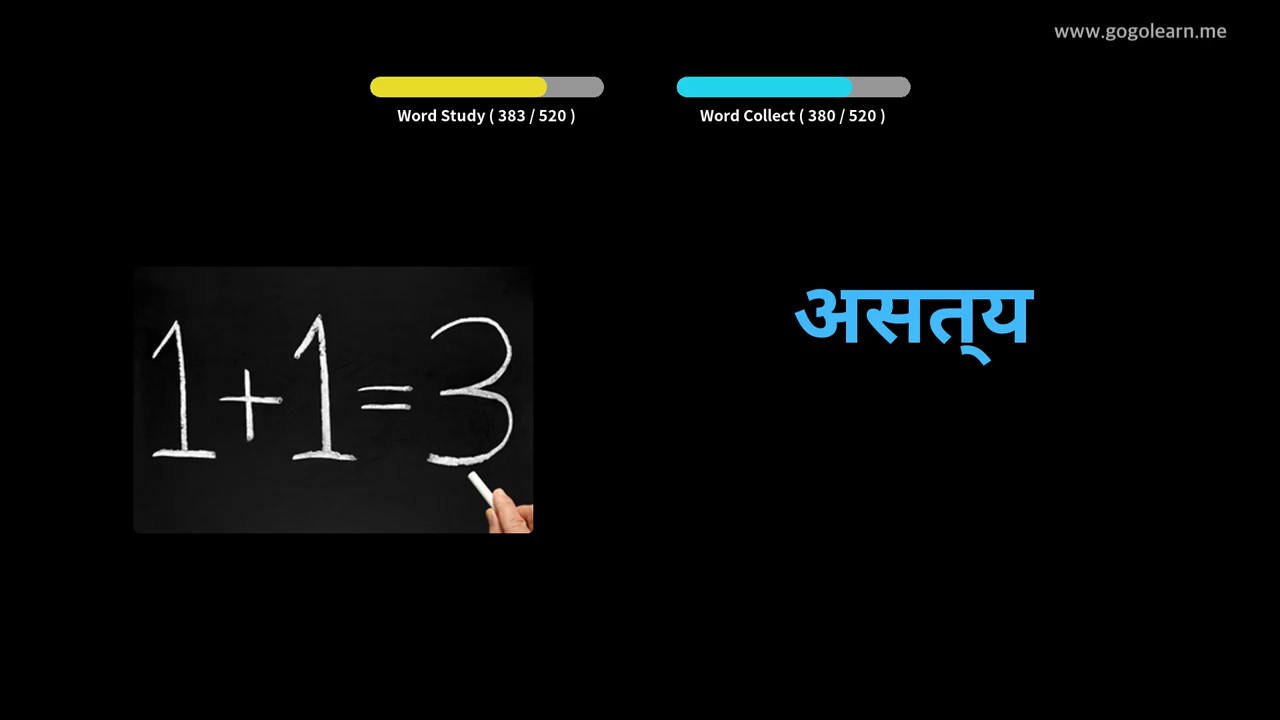 www.gogolearn.me
Word Study ( 383 / 520 )
Word Collect ( 380 / 520 )
1+1=3
असत्‌य